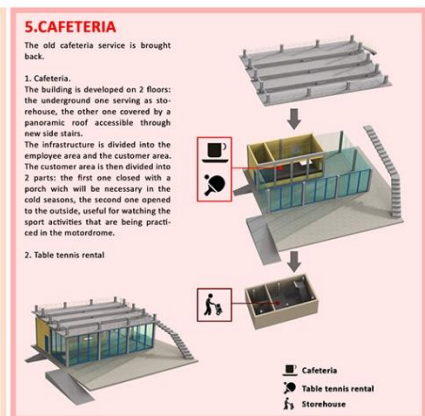 5.CAFETERIA
The old cafeteria service is brought
back.
1. Cafeteria.
The building is developed on 2 floors:
the underground one serving as sto-
rehouse, the other one covered by a
panoramic roof accessible through
new side stairs.
The infrastructure is divided into the
employee area and the customer area.
The customer area is then divided into
2 parts: the first one closed with a
porch wich will be necessary in the
cold seasons, the second one opened
to the outside, useful for watching the
sport activities that are being practi-
ced in the motordrome.
2. Table tennis rental
Cafeteria
Table tennis rental
Storehouse